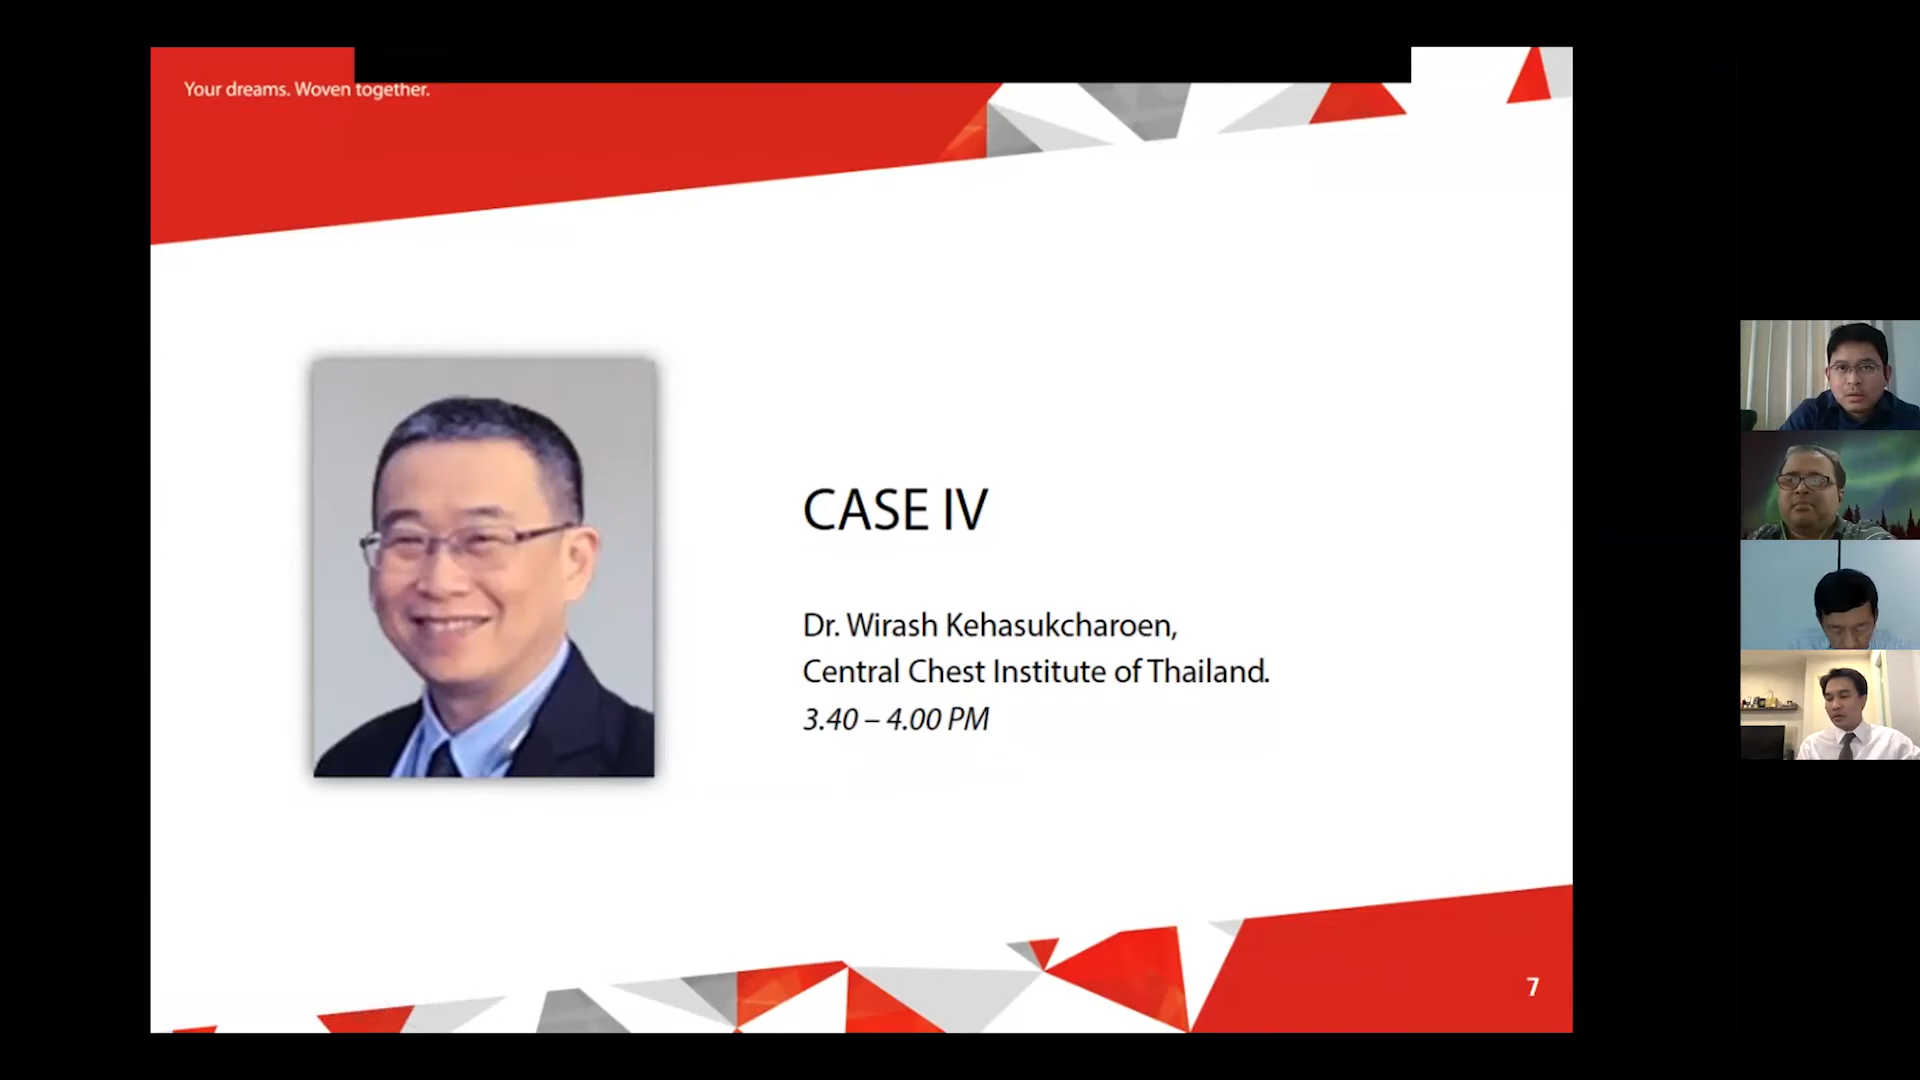 Your dreams. Woven together.
CASE IV
Dr. Wirash Kehasukcharoen,
Central Chest Institute of Thailand.
3.40 – 4.00 PM
7